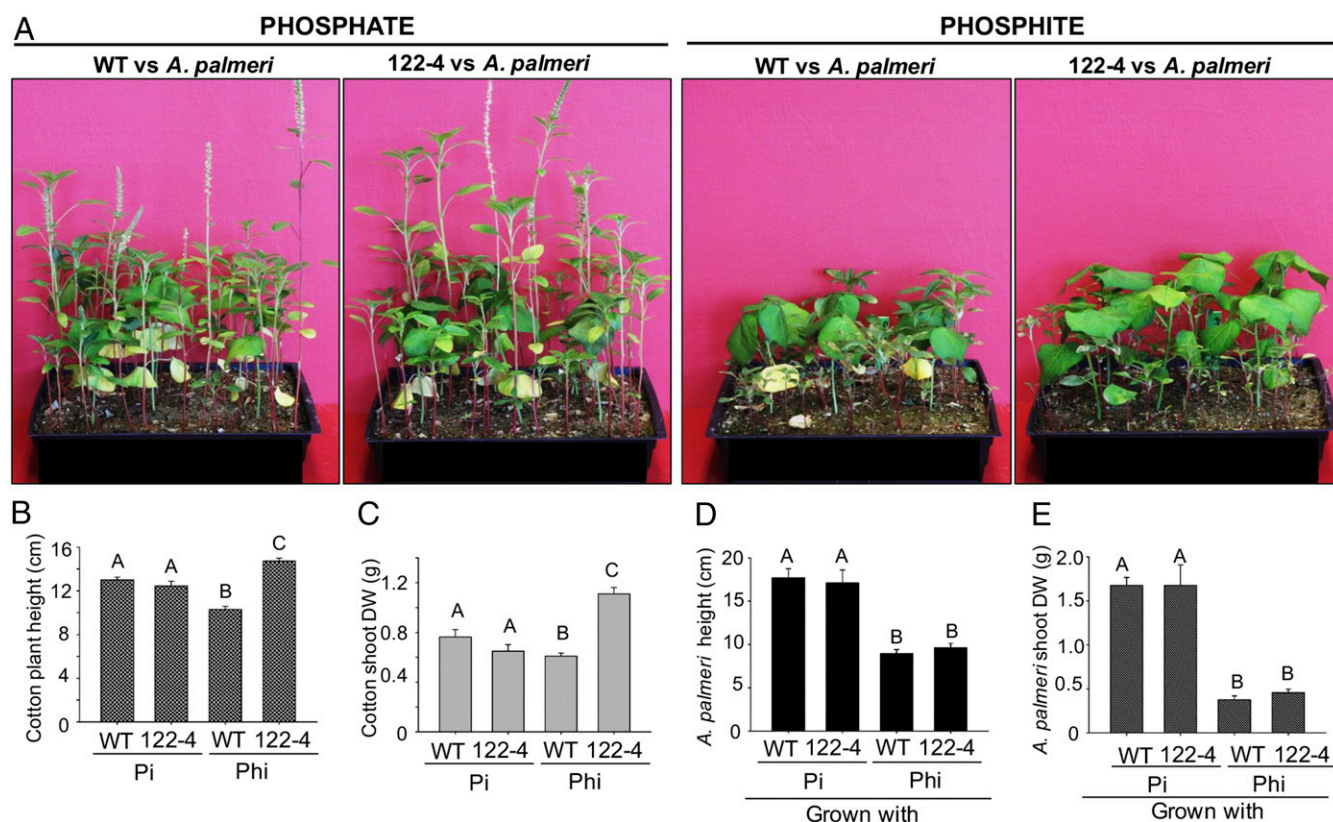 A
PHOSPHATE PHOSPHITE
WT vs A. palmeri 122-4 vs A. palmeri WT vs A. palmeri 122-4 vs A. palmeri
B
Cotton plant height (cm)
16
12
8
4
0
A A B C
WT 122-4 WT 122-4
Pi Phi
C
Cotton shoot DW (g)
1.2
0.8
0.4
0
A A B C
WT 122-4 WT 122-4
Pi Phi
D
A. palmeri height (cm)
20
15
10
5
0
A A B B
WT 122-4 WT 122-4
Pi Phi
Grown with
E
A. palmeri shoot DW (g)
2.0
1.5
1.0
0.5
0
A A B B
WT 122-4 WT 122-4
Pi Phi
Grown with